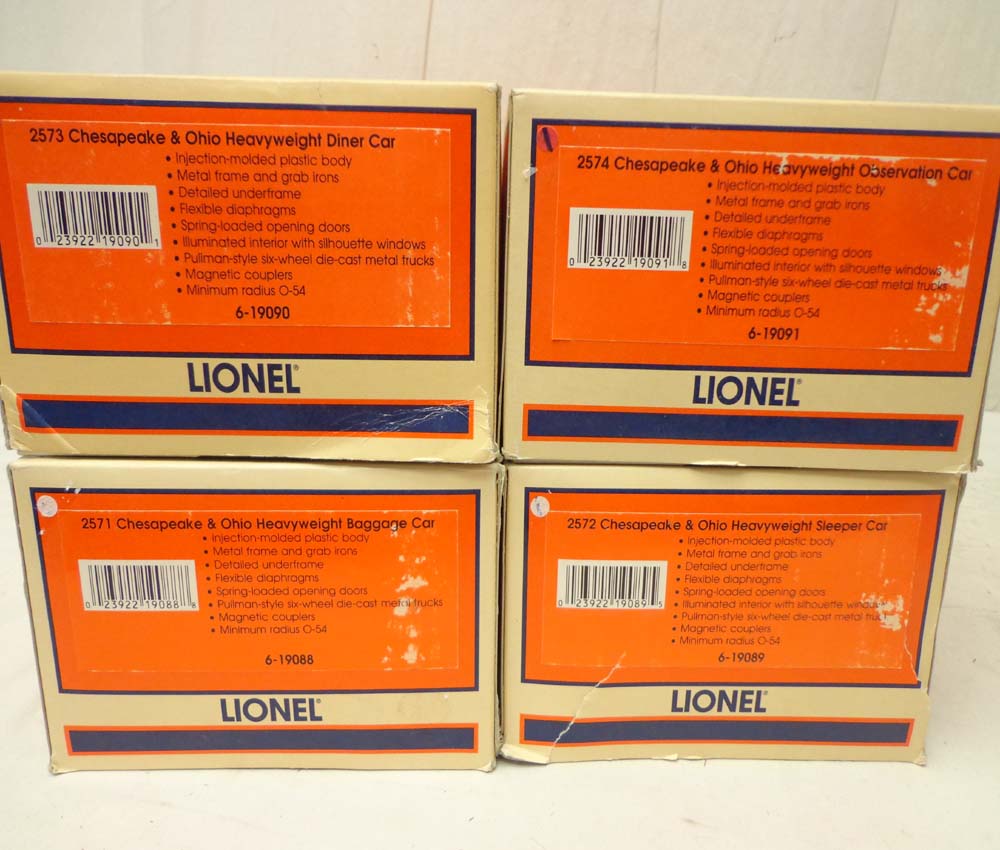 2573 Chesapeake & Ohio Heavyweight Diner Car
• Injection-molded plastic body
• Metal frame and grab irons
• Detailed underframe
• Flexible diaphragms
• Spring-loaded opening doors
• Illuminated interior with silhouette windows
• Pullman-style six-wheel die-cast metal trucks
• Magnetic couplers
• Minimum radius O-54
0 23922 19090 1
6-19090
LIONEL®
2574 Chesapeake & Ohio Heavyweight Observation Car
• Injection-molded plastic body
• Metal frame and grab irons
• Detailed underframe
• Flexible diaphragms
• Spring-loaded opening doors
• Illuminated interior with silhouette windows
• Pullman-style six-wheel die-cast metal trucks
• Magnetic couplers
• Minimum radius O-54
0 23922 19091 8
6-19091
LIONEL®
2571 Chesapeake & Ohio Heavyweight Baggage Car
• Injection-molded plastic body
• Metal frame and grab irons
• Detailed underframe
• Flexible diaphragms
• Spring-loaded opening doors
• Pullman-style six-wheel die-cast metal trucks
• Magnetic couplers
• Minimum radius O-54
0 23922 19088 8
6-19088
LIONEL®
2572 Chesapeake & Ohio Heavyweight Sleeper Car
• Injection-molded plastic body
• Metal frame and grab irons
• Detailed underframe
• Flexible diaphragms
• Spring-loaded opening doors
• Illuminated interior with silhouette windows
• Pullman-style six-wheel die-cast metal truc
• Magnetic couplers
• Minimum radius O-54
0 23922 19089 5
6-19089
LIONEL®